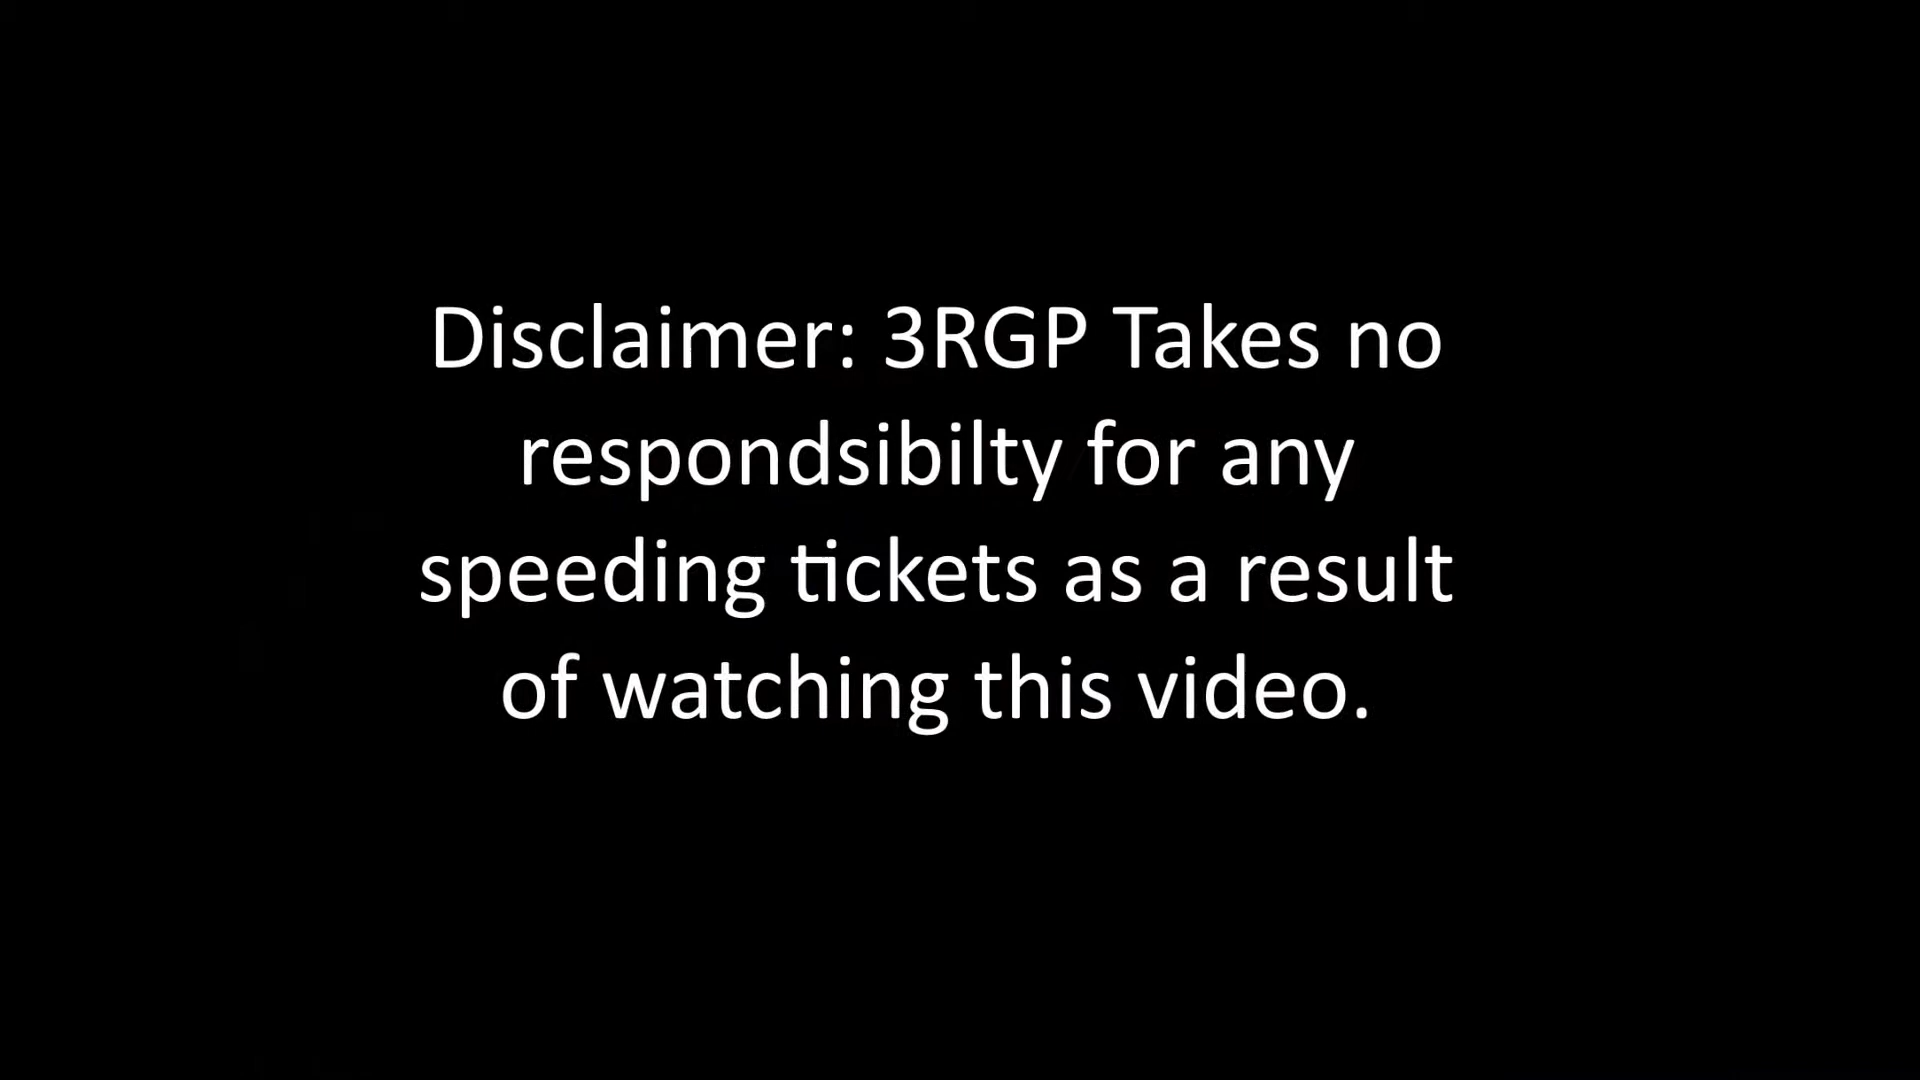 Disclaimer: 3RGP Takes no
respondsibilty for any
speeding tickets as a result
of watching this video.